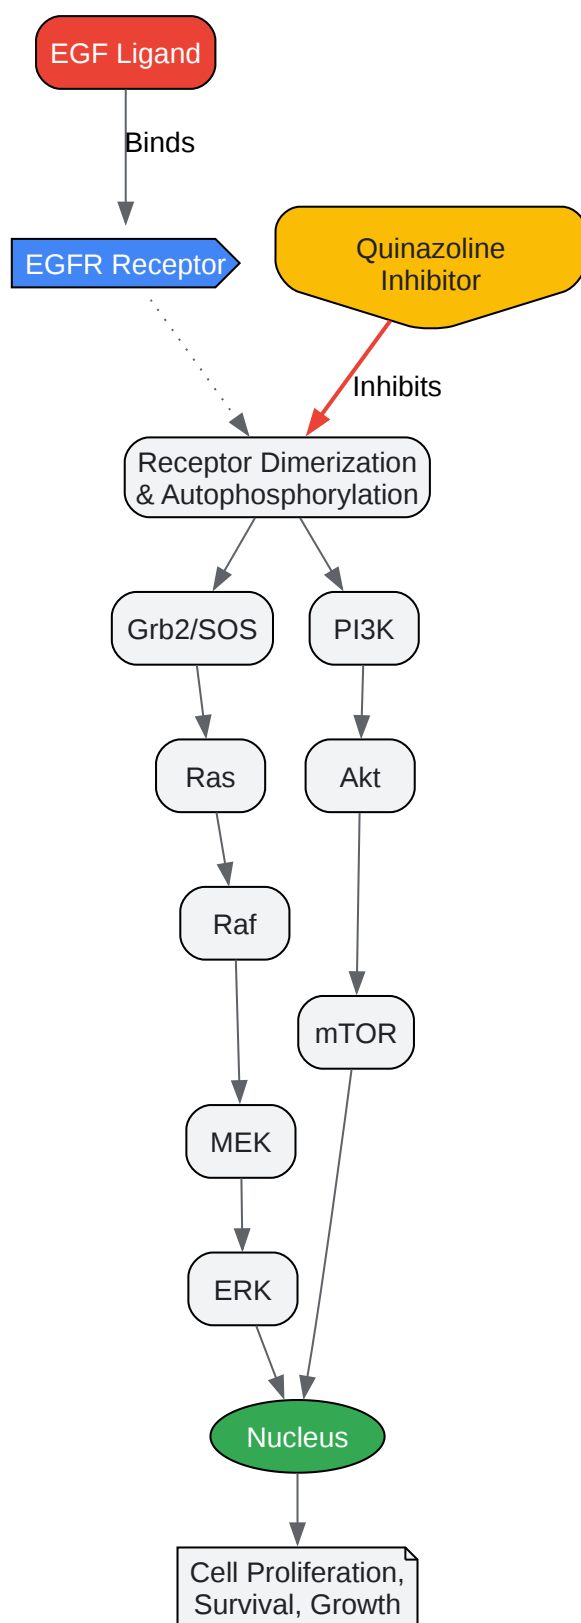 EGF Ligand
Binds
EGFR Receptor
Quinazoline
Inhibitor
Inhibits
Receptor Dimerization
& Autophosphorylation
Grb2/SOS
PI3K
Ras
Akt
Raf
mTOR
MEK
ERK
Nucleus
Cell Proliferation,
Survival, Growth